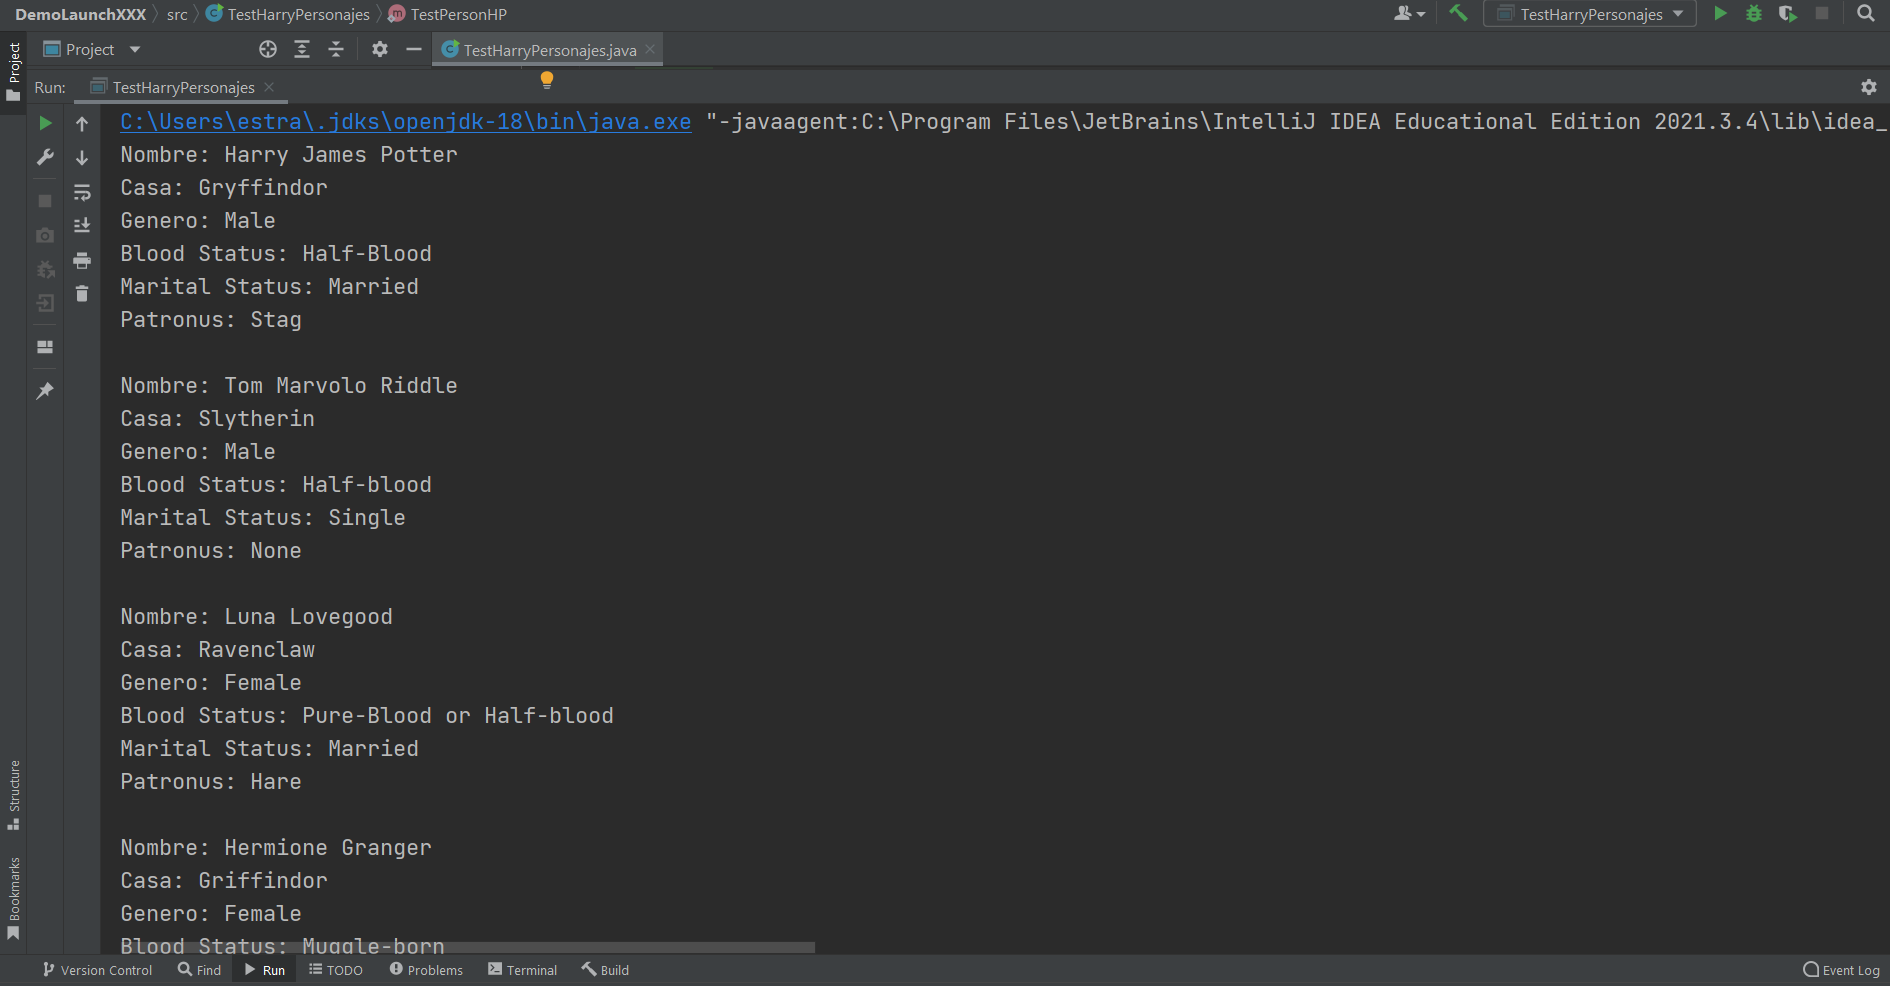 DemoLaunchXXX src TestHarryPersonajes TestPersonHP TestHarryPersonajes
Project Project TestHarryPersonajes.java
Run: TestHarryPersonajes
C:\Users\estra\.jdks\openjdk-18\bin\java.exe "-javaagent:C:\Program Files\JetBrains\IntelliJ IDEA Educational Edition 2021.3.4\lib\idea_
Nombre: Harry James Potter
Casa: Gryffindor
Genero: Male
Blood Status: Half-Blood
Marital Status: Married
Patronus: Stag
Nombre: Tom Marvolo Riddle
Casa: Slytherin
Genero: Male
Blood Status: Half-blood
Marital Status: Single
Patronus: None
Nombre: Luna Lovegood
Casa: Ravenclaw
Genero: Female
Blood Status: Pure-Blood or Half-blood
Marital Status: Married
Patronus: Hare
Nombre: Hermione Granger
Casa: Griffindor
Genero: Female
Blood Status: Muggle-born
Structure
Bookmarks
Version Control Find Run TODO Problems Terminal Build Event Log